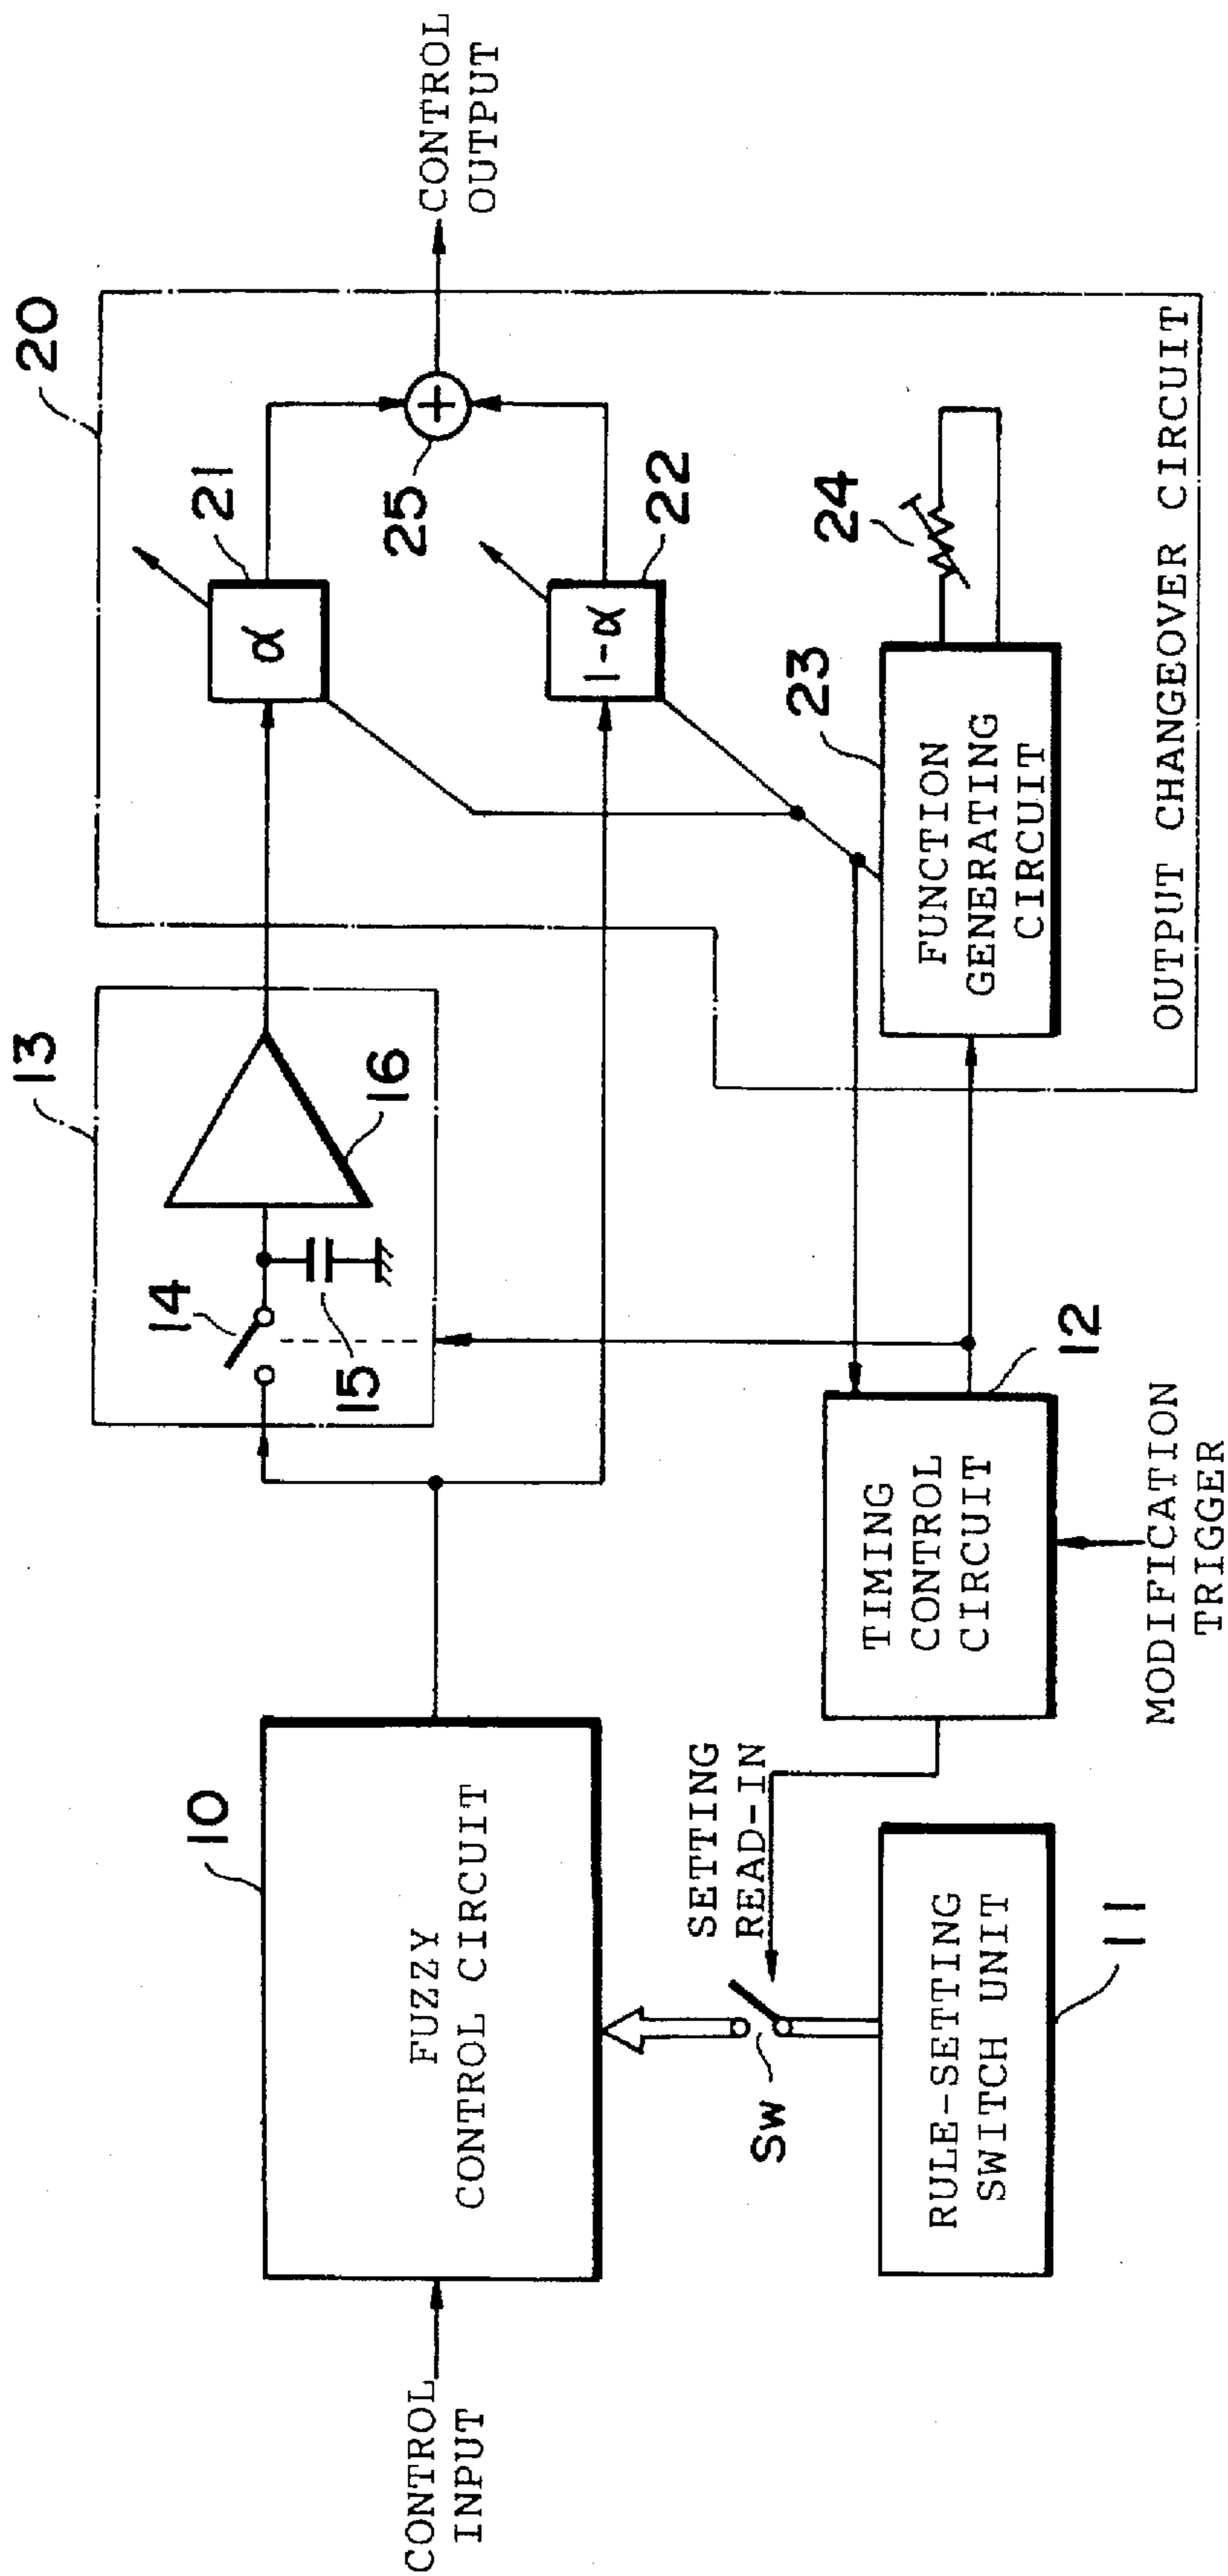 CONTROL
INPUT
10
FUZZY
CONTROL CIRCUIT
Sw
SETTING
READ-IN
RULE-SETTING
SWITCH UNIT
11
TIMING
CONTROL
CIRCUIT
12
MODIFICATION
TRIGGER
13
14
15
16
20
21
α
25
22
1-α
23
FUNCTION
GENERATING
CIRCUIT
24
OUTPUT CHANGEOVER CIRCUIT
CONTROL
OUTPUT